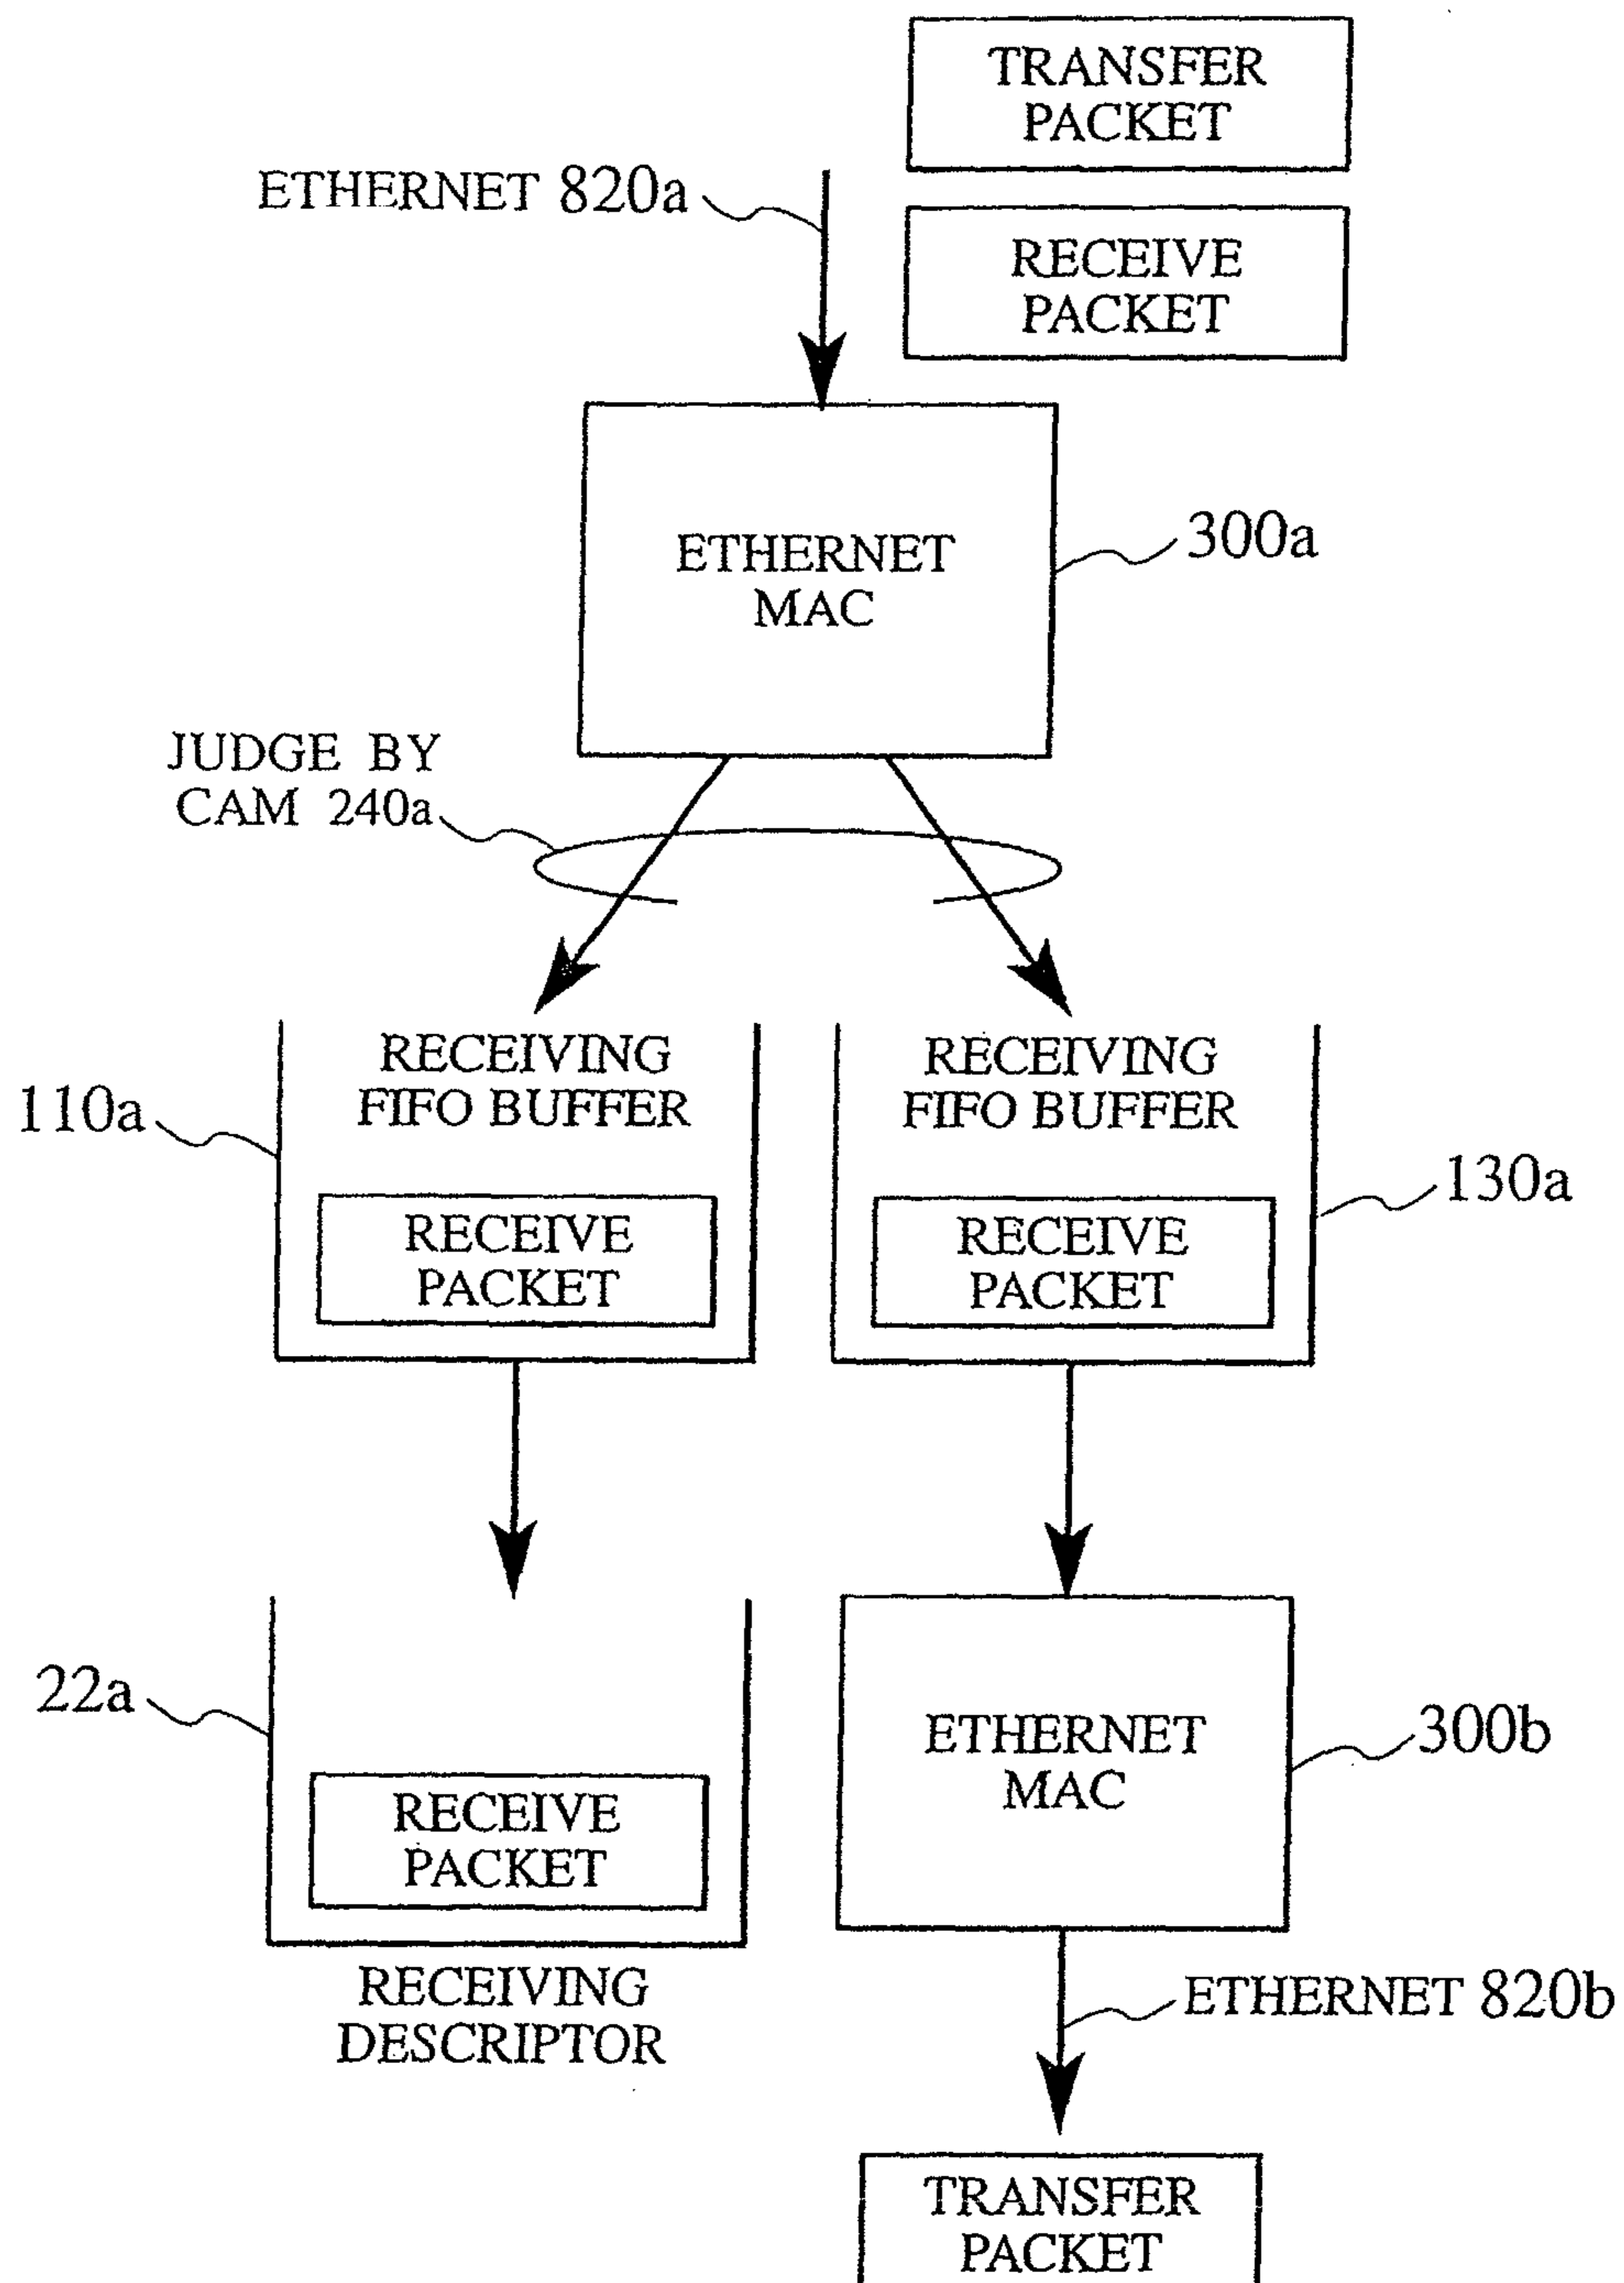 TRANSFER
PACKET
ETHERNET 820a
RECEIVE
PACKET
ETHERNET
MAC
300a
JUDGE BY
CAM 240a
RECEIVING
FIFO BUFFER
110a
RECEIVE
PACKET
RECEIVING
FIFO BUFFER
130a
RECEIVE
PACKET
22a
RECEIVE
PACKET
RECEIVING
DESCRIPTOR
ETHERNET
MAC
300b
ETHERNET 820b
TRANSFER
PACKET